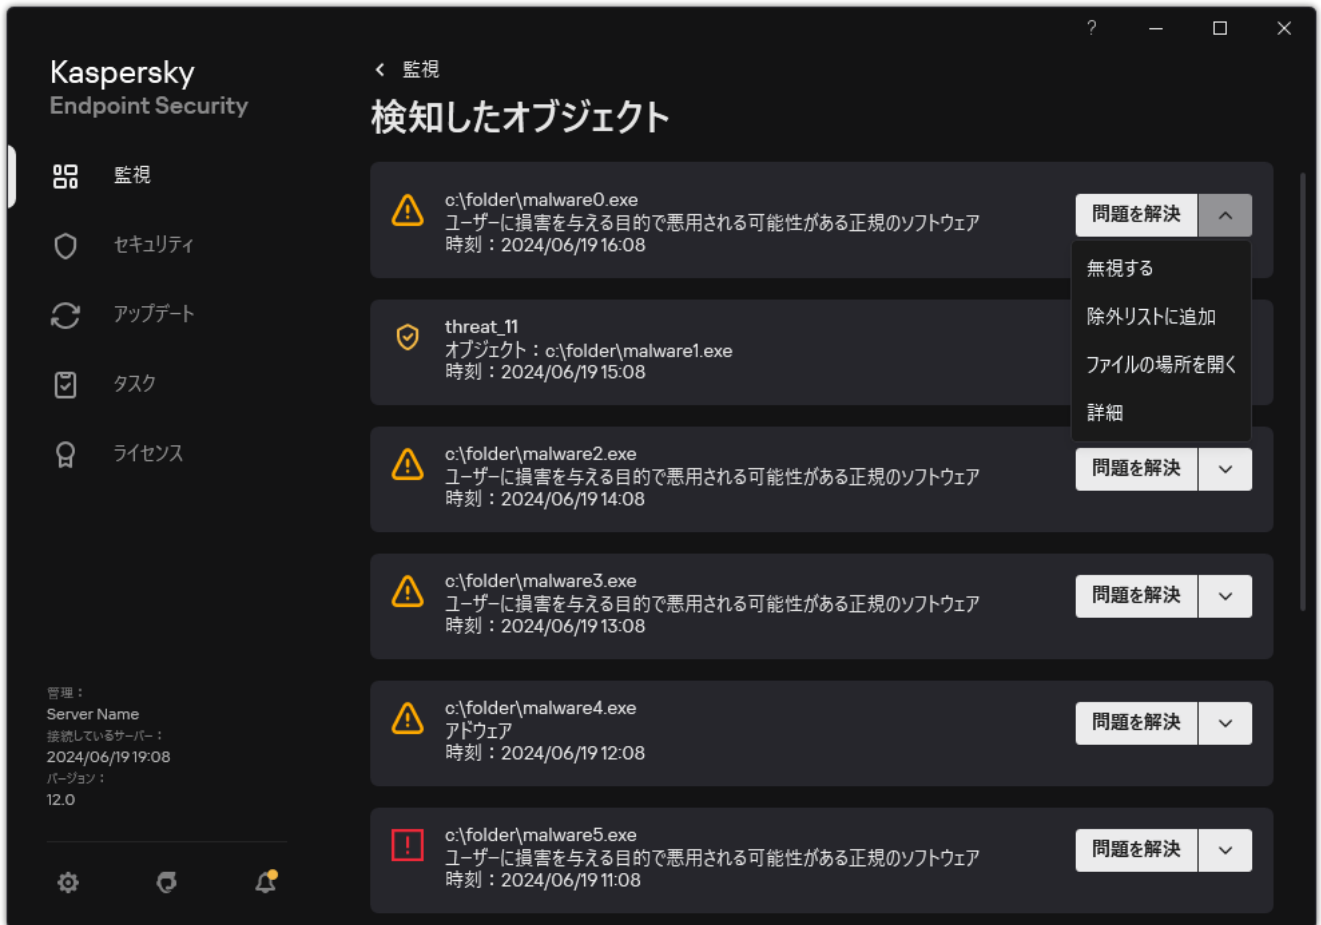 Kaspersky
Endpoint Security
監視
セキュリティ
アップデート
タスク
ライセンス
管理：
Server Name
接続しているサーバー：
2024/06/19 19:08
バージョン：
12.0
?
監視
検知したオブジェクト
c:\folder\malware0.exe
ユーザーに損害を与える目的で悪用される可能性がある正規のソフトウェア
時刻：2024/06/19 16:08
問題を解決
無視する
除外リストに追加
ファイルの場所を開く
詳細
threat_11
オブジェクト：c:\folder\malware1.exe
時刻：2024/06/19 15:08
c:\folder\malware2.exe
ユーザーに損害を与える目的で悪用される可能性がある正規のソフトウェア
時刻：2024/06/19 14:08
問題を解決
c:\folder\malware3.exe
ユーザーに損害を与える目的で悪用される可能性がある正規のソフトウェア
時刻：2024/06/19 13:08
問題を解決
c:\folder\malware4.exe
アドウェア
時刻：2024/06/19 12:08
問題を解決
c:\folder\malware5.exe
ユーザーに損害を与える目的で悪用される可能性がある正規のソフトウェア
時刻：2024/06/19 11:08
問題を解決